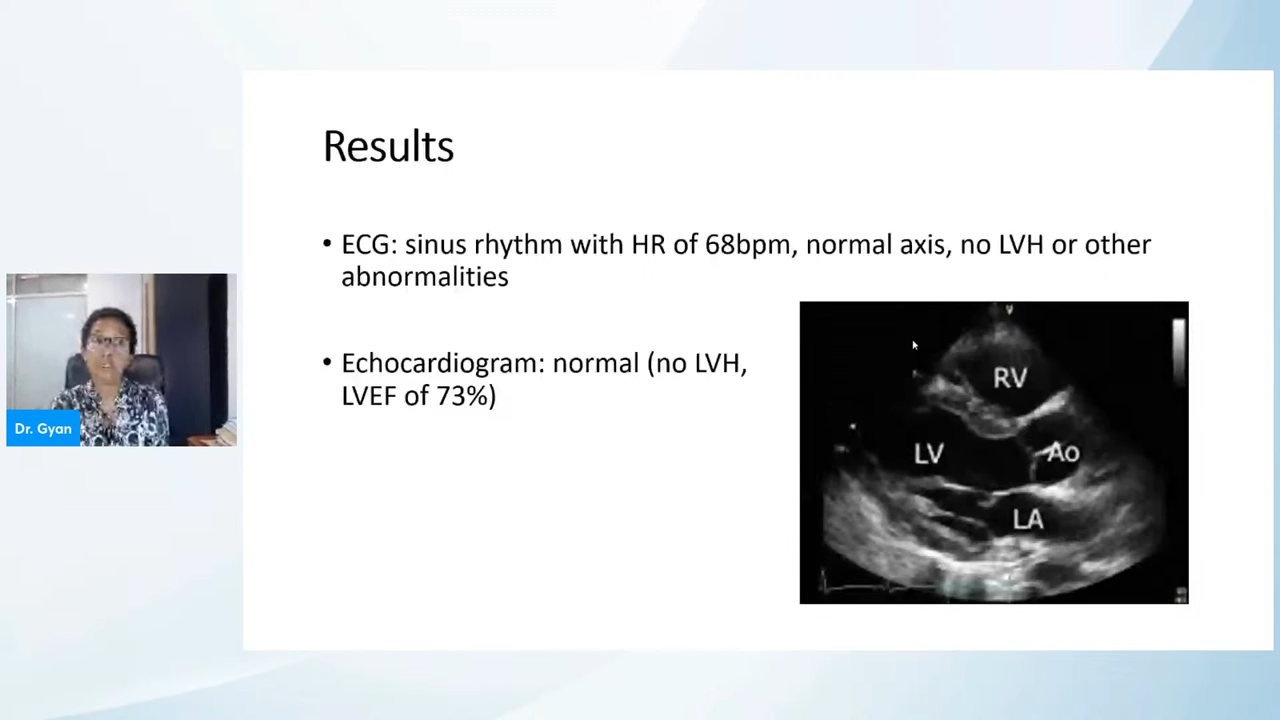 Results
• ECG: sinus rhythm with HR of 68bpm, normal axis, no LVH or other
abnormalities
• Echocardiogram: normal (no LVH,
LVEF of 73%)
V
RV
LV
Ao
LA
Dr. Gyan